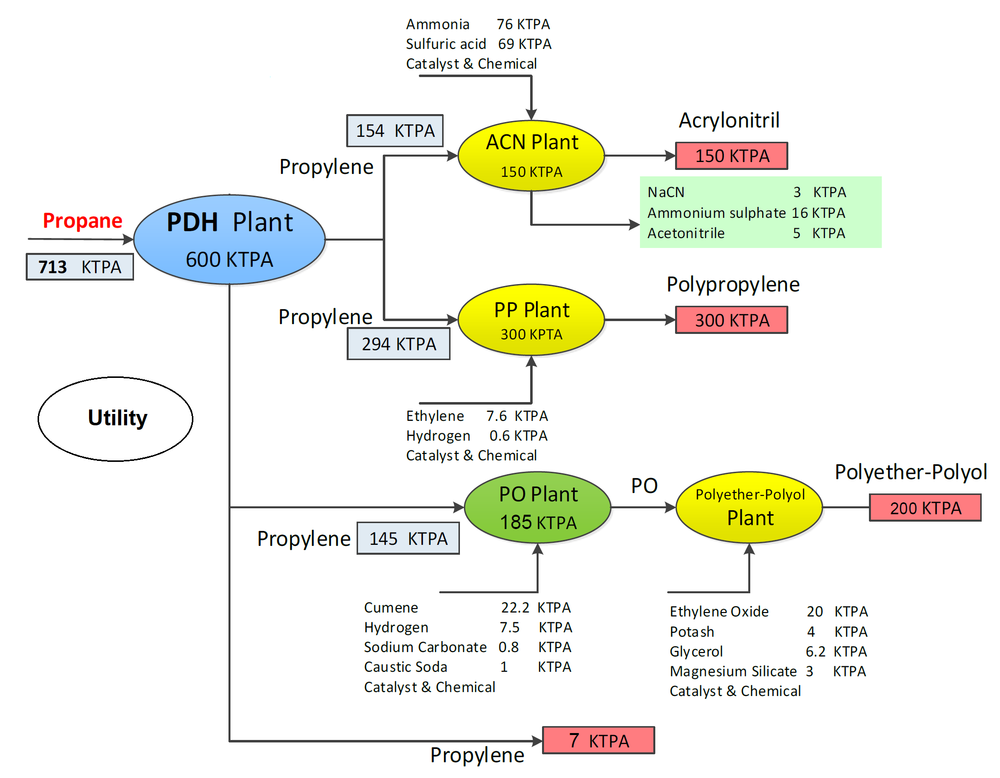 Ammonia 76 KTPA
Sulfuric acid 69 KTPA
Catalyst & Chemical
154 KTPA
Propylene
ACN Plant
150 KTPA
Acrylonitril
150 KTPA
NaCN 3 KTPA
Ammonium sulphate 16 KTPA
Acetonitrile 5 KTPA
Propane
713 KTPA
PDH Plant
600 KTPA
Propylene
294 KTPA
PP Plant
300 KPTA
Polypropylene
300 KTPA
Utility
Ethylene 7.6 KTPA
Hydrogen 0.6 KTPA
Catalyst & Chemical
Propylene 145 KTPA
PO Plant
185 KTPA
PO
Polyether-Polyol
Plant
Polyether-Polyol
200 KTPA
Cumene 22.2 KTPA
Hydrogen 7.5 KTPA
Sodium Carbonate 0.8 KTPA
Caustic Soda 1 KTPA
Catalyst & Chemical
Ethylene Oxide 20 KTPA
Potash 4 KTPA
Glycerol 6.2 KTPA
Magnesium Silicate 3 KTPA
Catalyst & Chemical
Propylene
7 KTPA